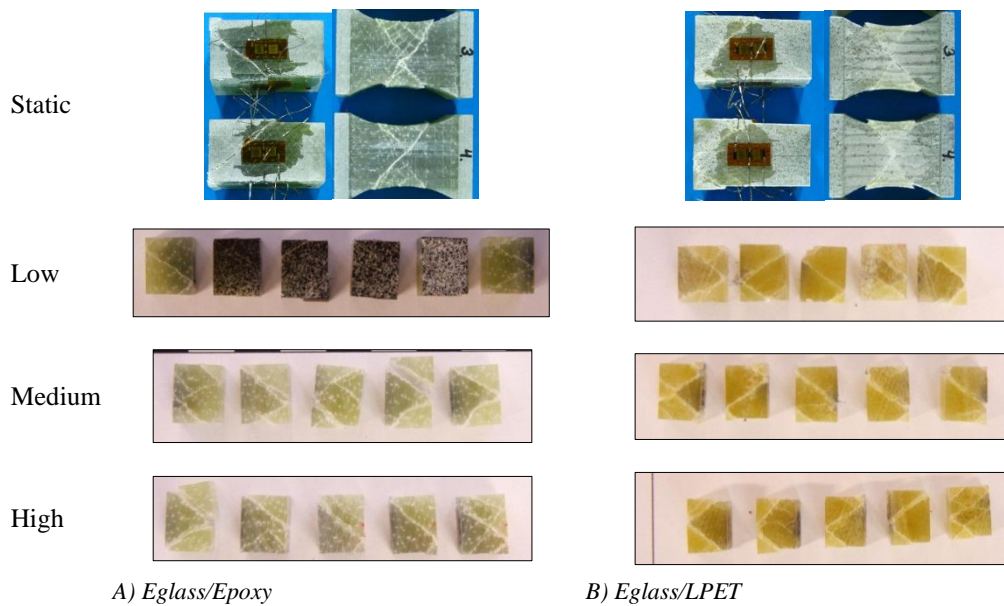 Static
3.
4.
3.
4
Low
Medium
High
A) Eglass/Epoxy
B) Eglass/LPET